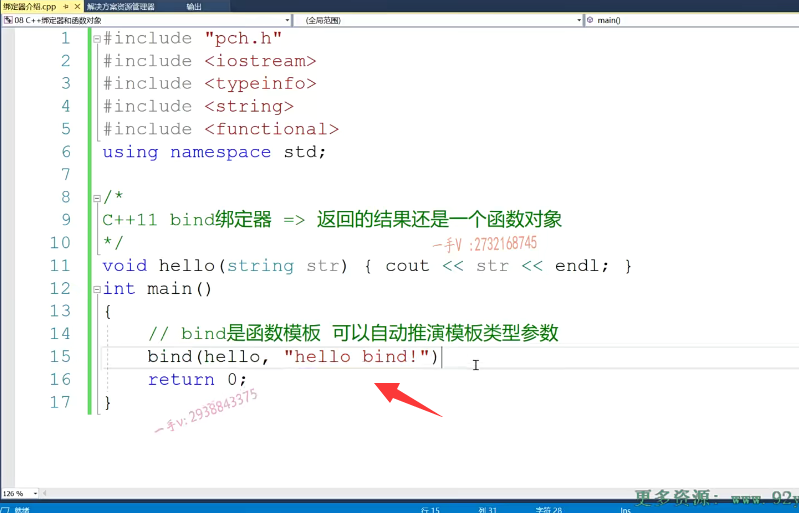 绑定器介绍.cpp 解决方案资源管理器 输出
08 C++绑定器和函数对象 (全局范围) main()
1 #include "pch.h"
2 #include <iostream>
3 #include <typeinfo>
4 #include <string>
5 #include <functional>
6 using namespace std;
7
8 /*
9 C++11 bind绑定器 => 返回的结果还是一个函数对象
10 */
一手V :2732168745
11 void hello(string str) { cout << str << endl; }
12 int main()
13 {
14 // bind是函数模板 可以自动推演模板类型参数
15 bind(hello, "hello bind!")
16 return 0;
17 }
一手v:2938843375
126 %
更多资源: www.92
就绪 行 15 列 31 字符 28 Ins